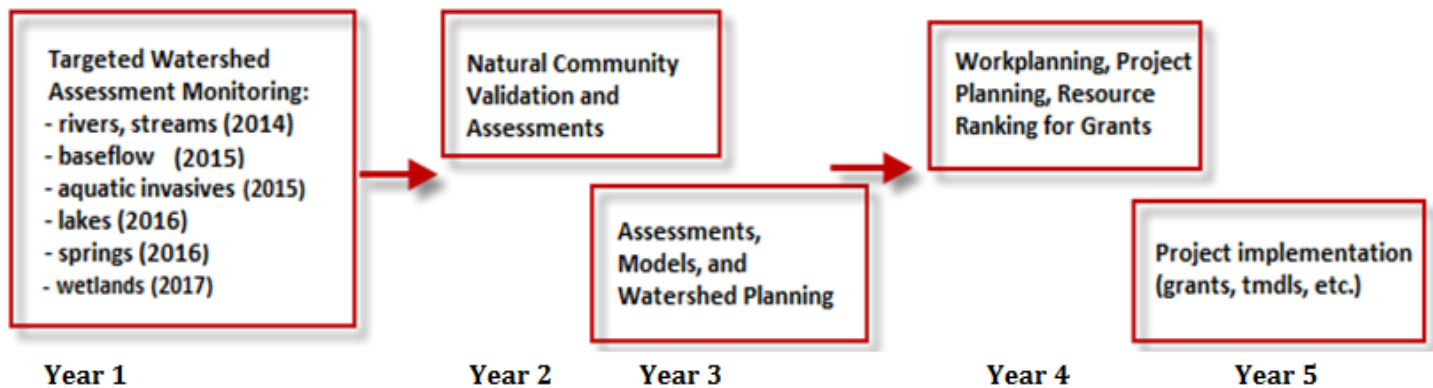 Targeted Watershed
Assessment Monitoring:
- rivers, streams (2014)
- baseflow (2015)
- aquatic invasives (2015)
- lakes (2016)
- springs (2016)
- wetlands (2017)
Natural Community
Validation and
Assessments
Assessments,
Models, and
Watershed Planning
Workplanning, Project
Planning, Resource
Ranking for Grants
Project implementation
(grants, tmdls, etc.)
Year 1
Year 2
Year 3
Year 4
Year 5